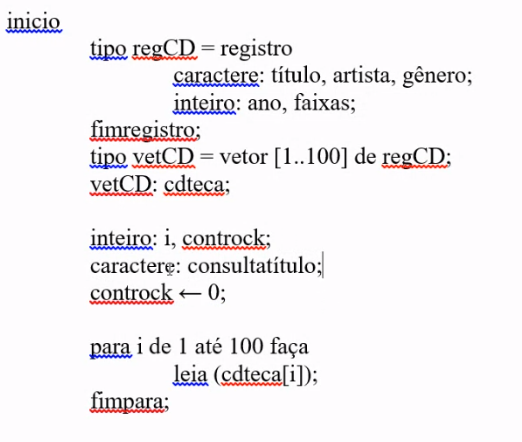 inicio
tipo regCD = registro
caractere: título, artista, gênero;
inteiro: ano, faixas;
fimregistro;
tipo vetCD = vetor [1..100] de regCD;
vetCD: cdteca;
inteiro: i, controck;
caractere: consultatítulo;
controck ← 0;
para i de 1 até 100 faça
leia (cdteca[i]);
fimpara;